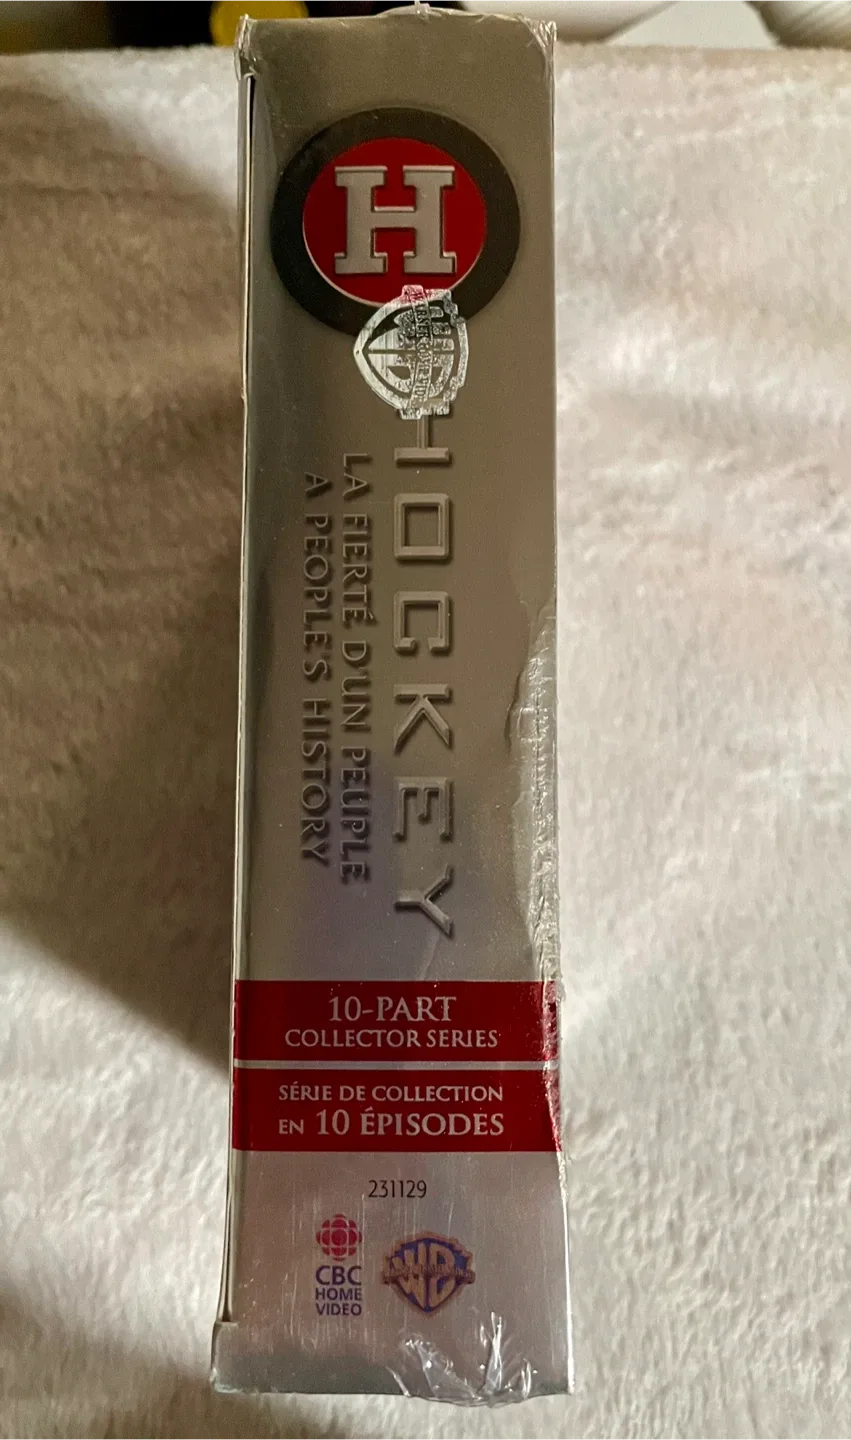 H
HOCKEY
LA FIERTÉ D'UN PEUPLE
A PEOPLE'S HISTORY
10-PART
COLLECTOR SERIES
SÉRIE DE COLLECTION
EN 10 ÉPISODES
231129
CBC
HOME
VIDEO
WB